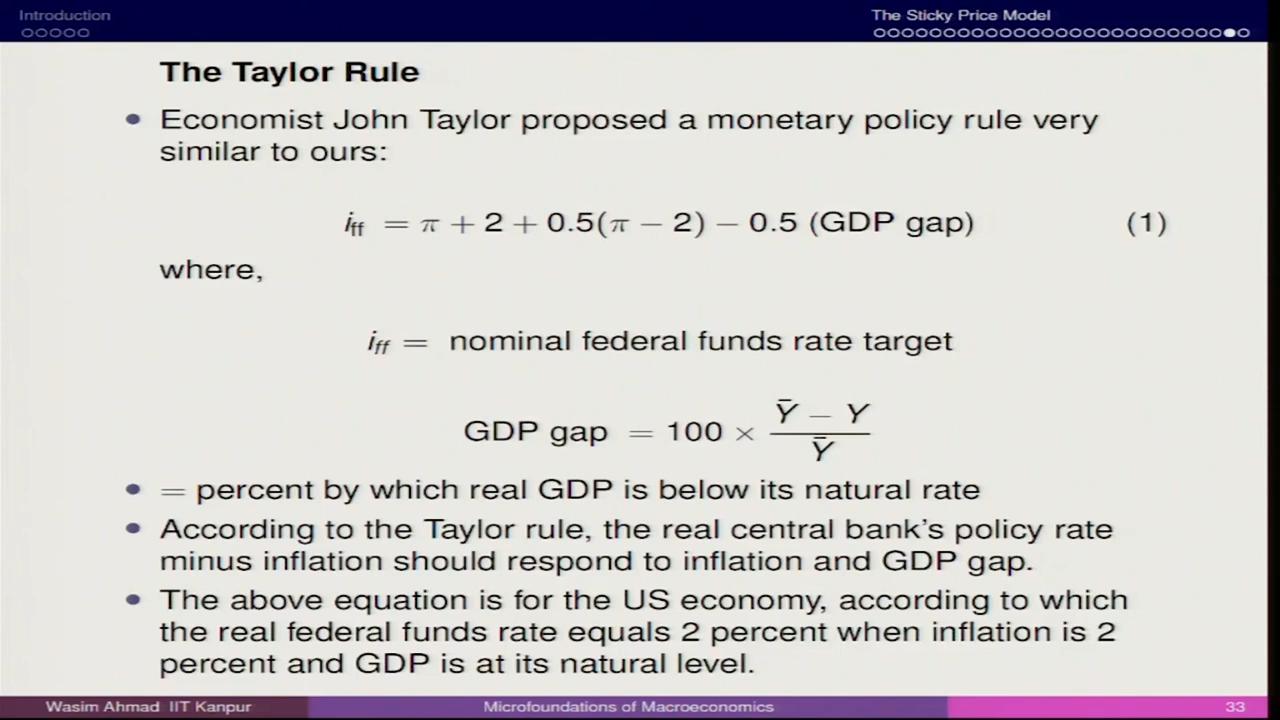 Introduction
The Sticky Price Model
The Taylor Rule
Economist John Taylor proposed a monetary policy rule very
similar to ours:
i_ff = π + 2 + 0.5(π − 2) − 0.5 (GDP gap) (1)
where,
i_ff = nominal federal funds rate target
GDP gap = 100 × (Ȳ − Y) / Ȳ
= percent by which real GDP is below its natural rate
According to the Taylor rule, the real central bank's policy rate
minus inflation should respond to inflation and GDP gap.
The above equation is for the US economy, according to which
the real federal funds rate equals 2 percent when inflation is 2
percent and GDP is at its natural level.
Wasim Ahmad IIT Kanpur
Microfoundations of Macroeconomics
33